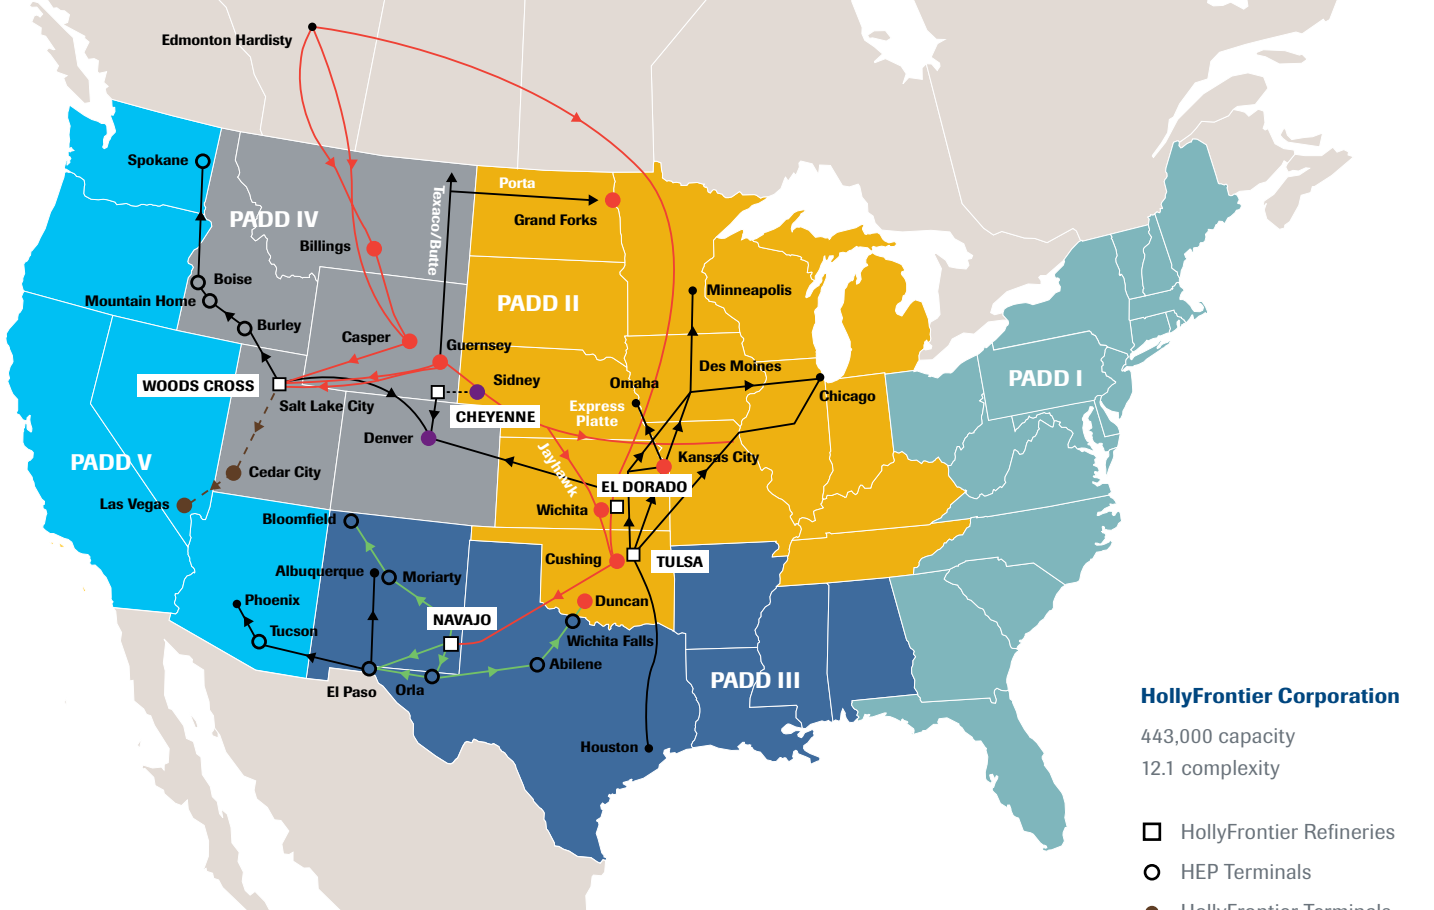 Edmonton Hardisty
Spokane
PADD IV
Texaco/Butte
Porta
Grand Forks
Billings
Boise
Mountain Home
Burley
PADD II
Minneapolis
Casper
Guernsey
WOODS CROSS
Salt Lake City
Sidney
CHEYENNE
Omaha
Des Moines
Chicago
Express
Platte
PADD I
Denver
PADD V
Cedar City
Las Vegas
Jayhawk
Kansas City
EL DORADO
Wichita
Bloomfield
Albuquerque
Moriarty
Cushing
TULSA
Phoenix
Tucson
NAVAJO
Duncan
Wichita Falls
Abilene
El Paso
Orla
PADD III
Houston
HollyFrontier Corporation
443,000 capacity
12.1 complexity
HollyFrontier Refineries
HEP Terminals
HollyFrontier Terminals